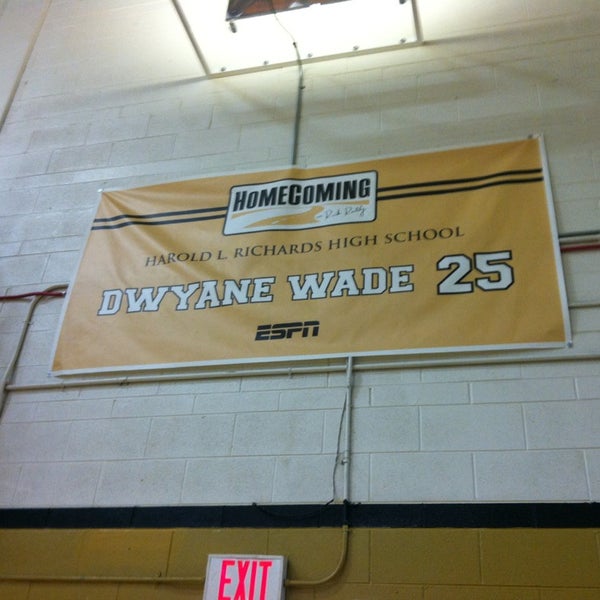 HOMECOMING
HAROLD L. RICHARDS HIGH SCHOOL
DWYANE WADE 25
ESPN
EXIT